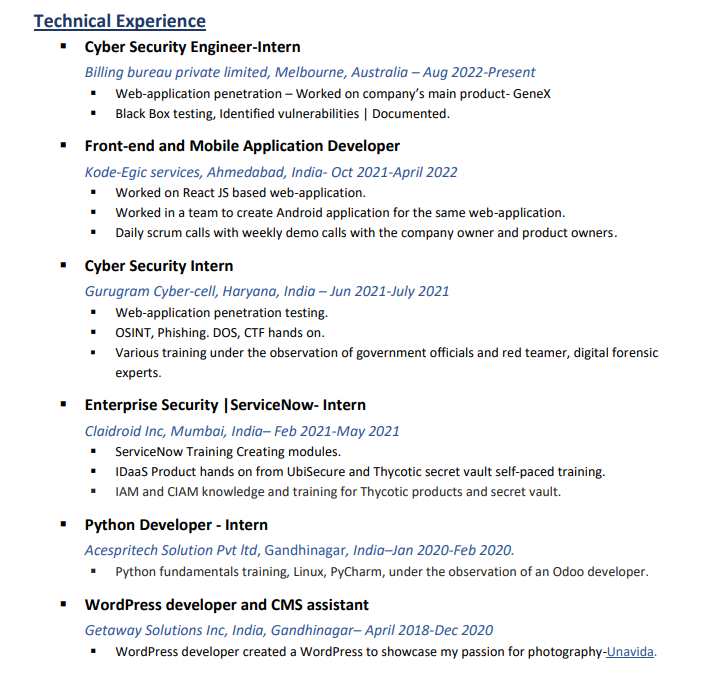 Technical Experience
▪ Cyber Security Engineer-Intern
Billing bureau private limited, Melbourne, Australia – Aug 2022-Present
▪ Web-application penetration – Worked on company’s main product- GeneX
▪ Black Box testing, Identified vulnerabilities | Documented.
▪ Front-end and Mobile Application Developer
Kode-Egic services, Ahmedabad, India- Oct 2021-April 2022
▪ Worked on React JS based web-application.
▪ Worked in a team to create Android application for the same web-application.
▪ Daily scrum calls with weekly demo calls with the company owner and product owners.
▪ Cyber Security Intern
Gurugram Cyber-cell, Haryana, India – Jun 2021-July 2021
▪ Web-application penetration testing.
▪ OSINT, Phishing. DOS, CTF hands on.
▪ Various training under the observation of government officials and red teamer, digital forensic
experts.
▪ Enterprise Security |ServiceNow- Intern
Claidroid Inc, Mumbai, India– Feb 2021-May 2021
▪ ServiceNow Training Creating modules.
▪ IDaaS Product hands on from UbiSecure and Thycotic secret vault self-paced training.
▪ IAM and CIAM knowledge and training for Thycotic products and secret vault.
▪ Python Developer - Intern
Acespritech Solution Pvt ltd, Gandhinagar, India–Jan 2020-Feb 2020.
▪ Python fundamentals training, Linux, PyCharm, under the observation of an Odoo developer.
▪ WordPress developer and CMS assistant
Getaway Solutions Inc, India, Gandhinagar– April 2018-Dec 2020
▪ WordPress developer created a WordPress to showcase my passion for photography-Unavida.